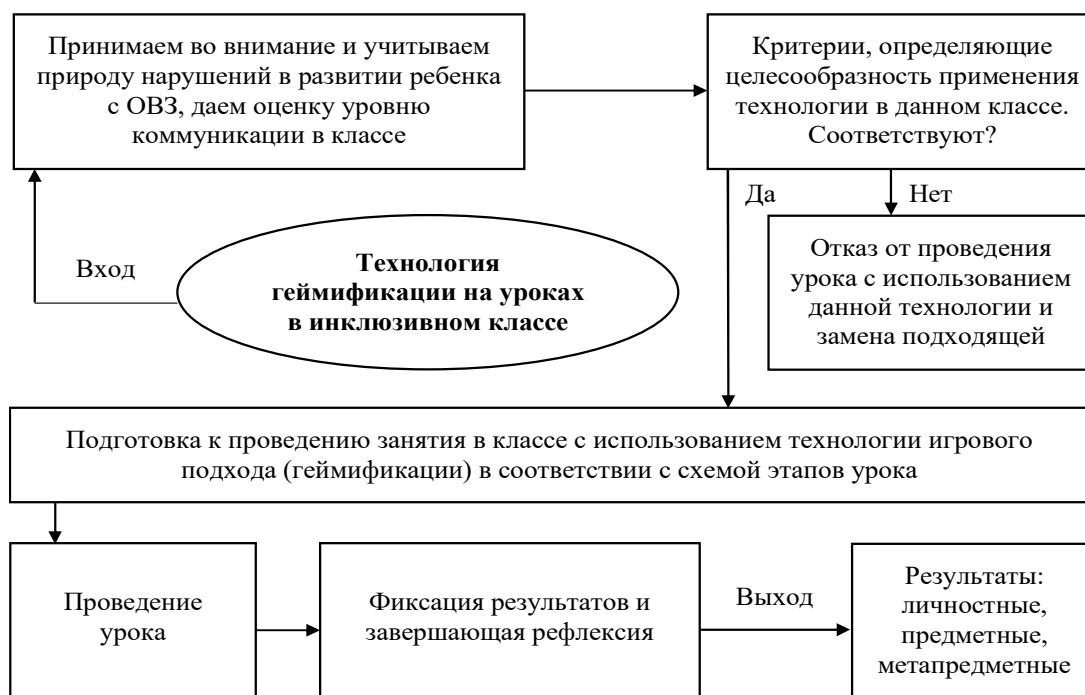 Принимаем во внимание и учитываем
природу нарушений в развитии ребенка
с ОВЗ, даем оценку уровню
коммуникации в классе
Критерии, определяющие
целесообразность применения
технологии в данном классе.
Соответствуют?
Да
Нет
Вход
Технология
геймификации на уроках
в инклюзивном классе
Отказ от проведения
урока с использованием
данной технологии и
замена подходящей
Подготовка к проведению занятия в классе с использованием технологии игрового
подхода (геймификации) в соответствии с схемой этапов урока
Проведение
урока
Фиксация результатов и
завершающая рефлексия
Выход
Результаты:
личностные,
предметные,
метапредметные